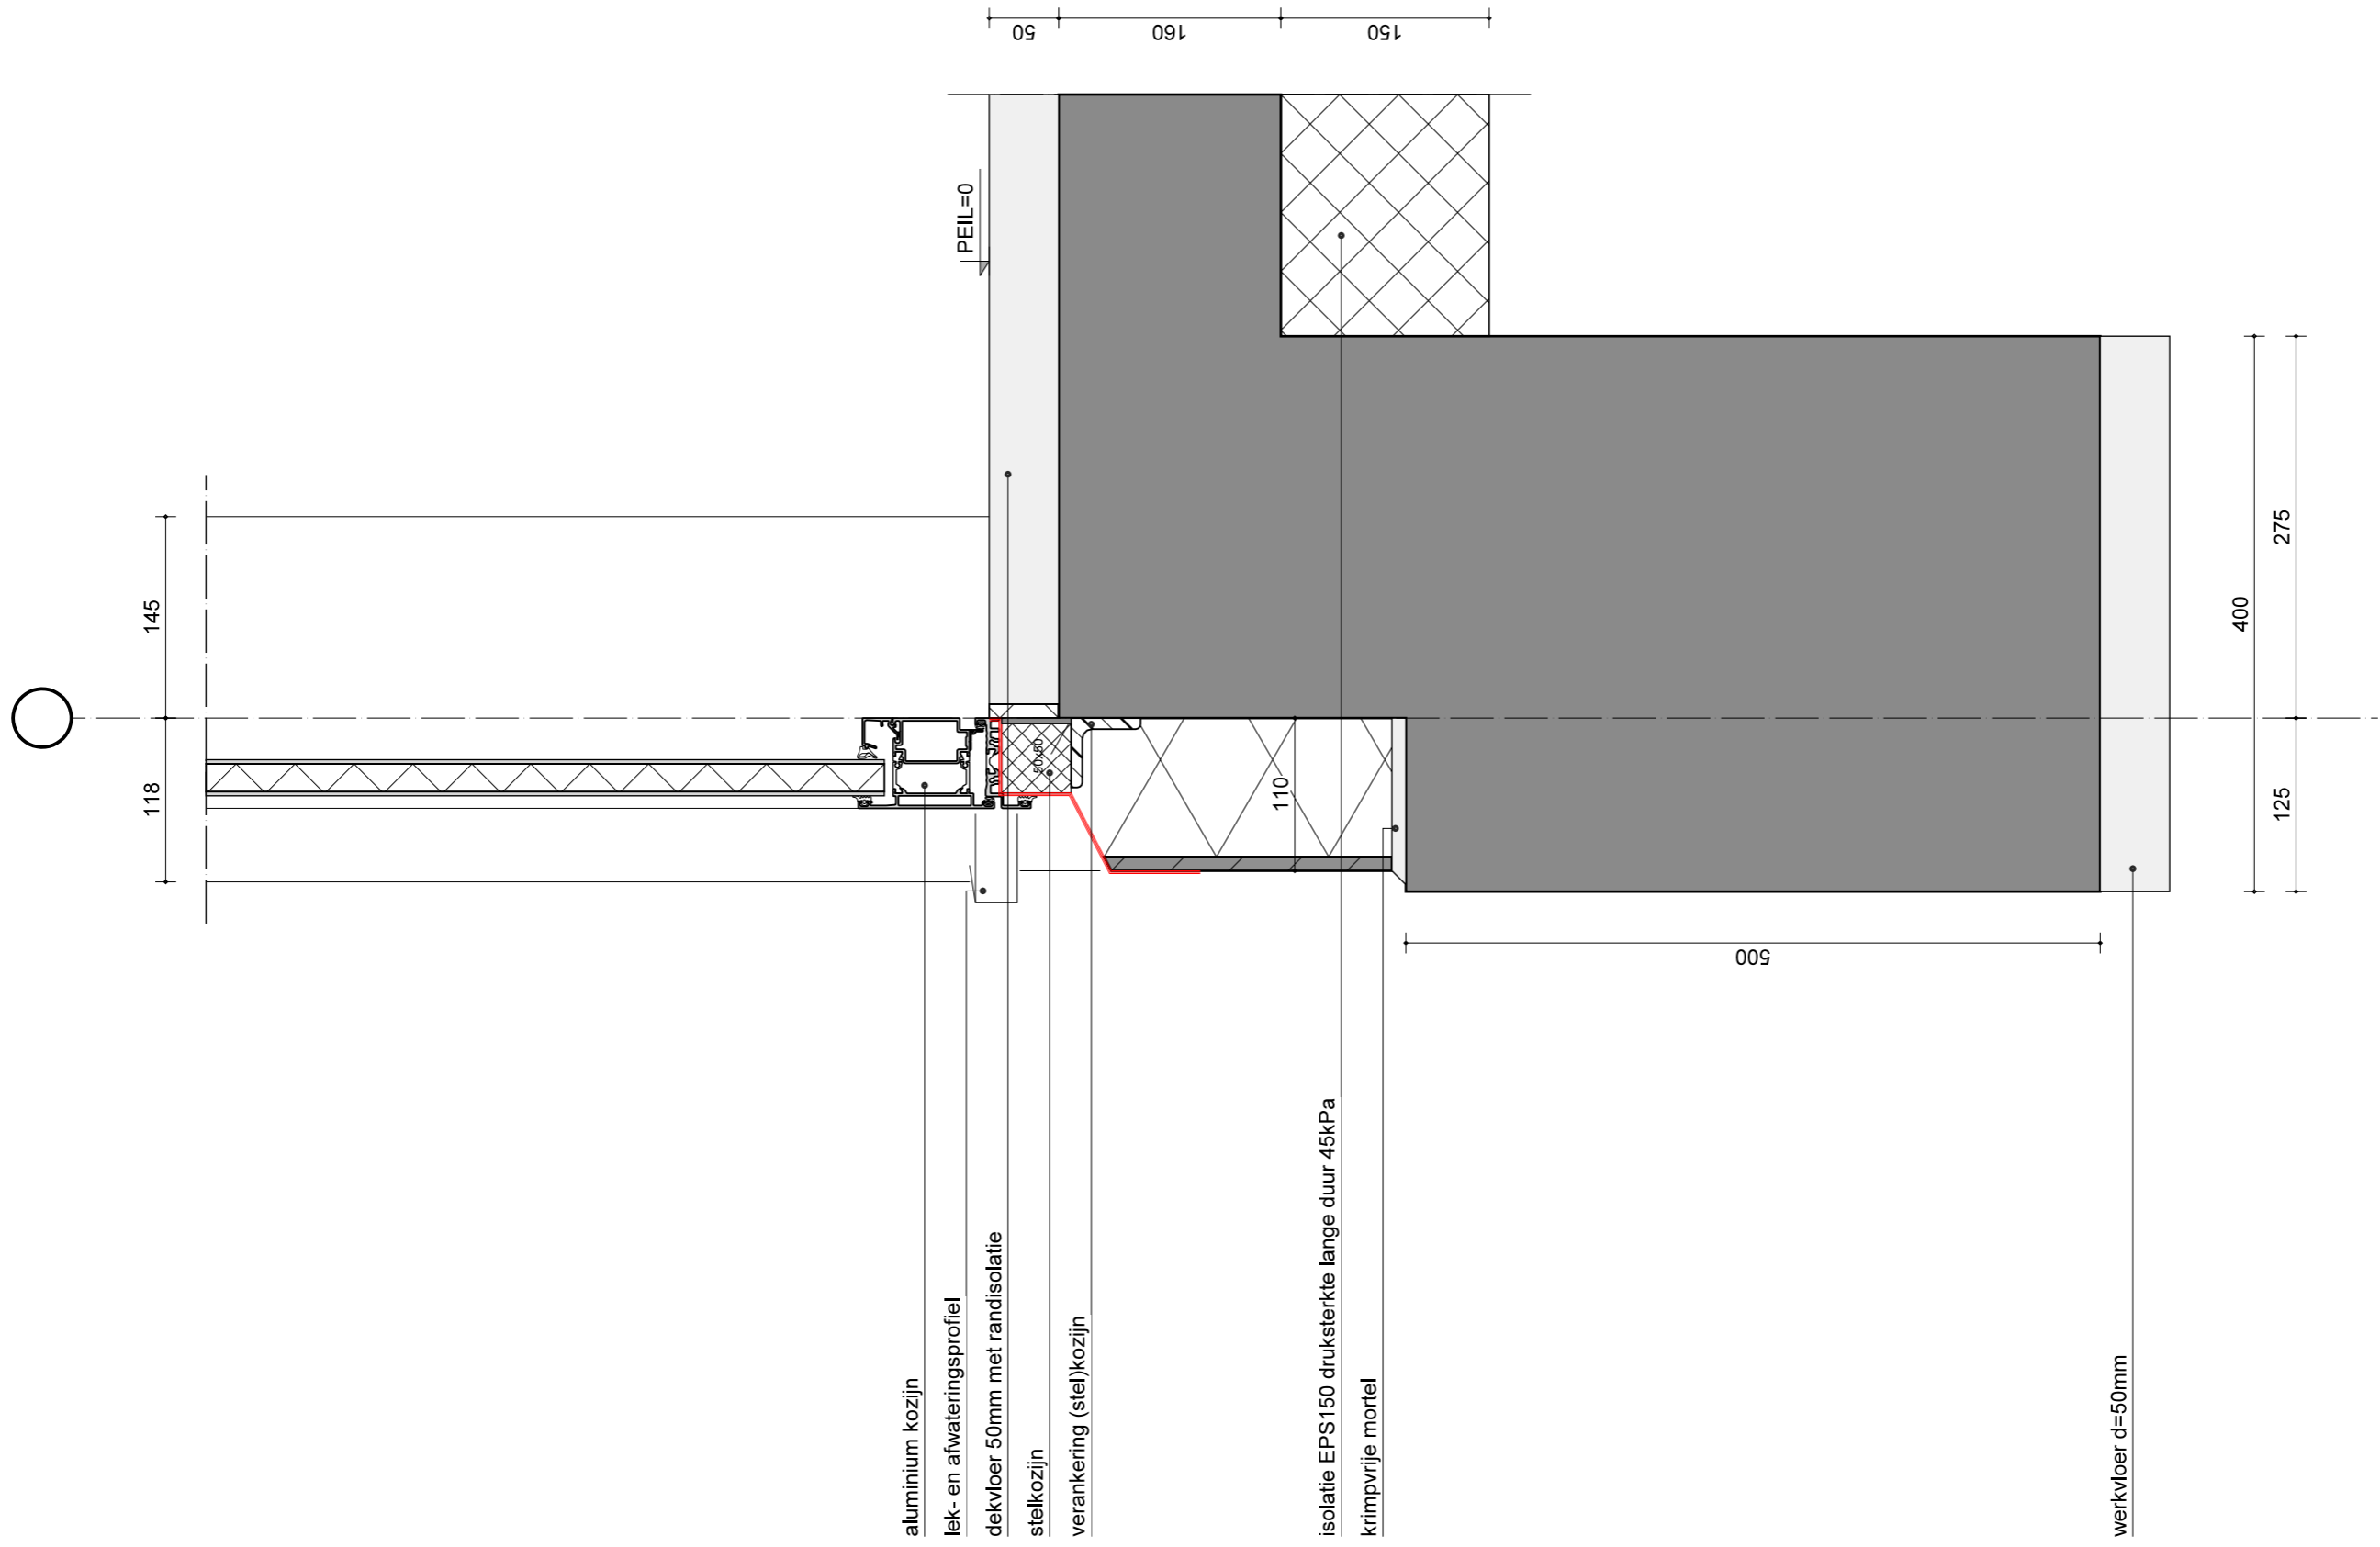 50
160
150
PEIL=0
145
118
50x50
110
275
400
125
500
aluminium kozijn
lek- en afwateringsprofiel
dekvloer 50mm met randisolatie
stelkozijn
verankering (stel)kozijn
isolatie EPS150 druksterkte lange duur 45kPa
krimpvrije mortel
werkvloer d=50mm